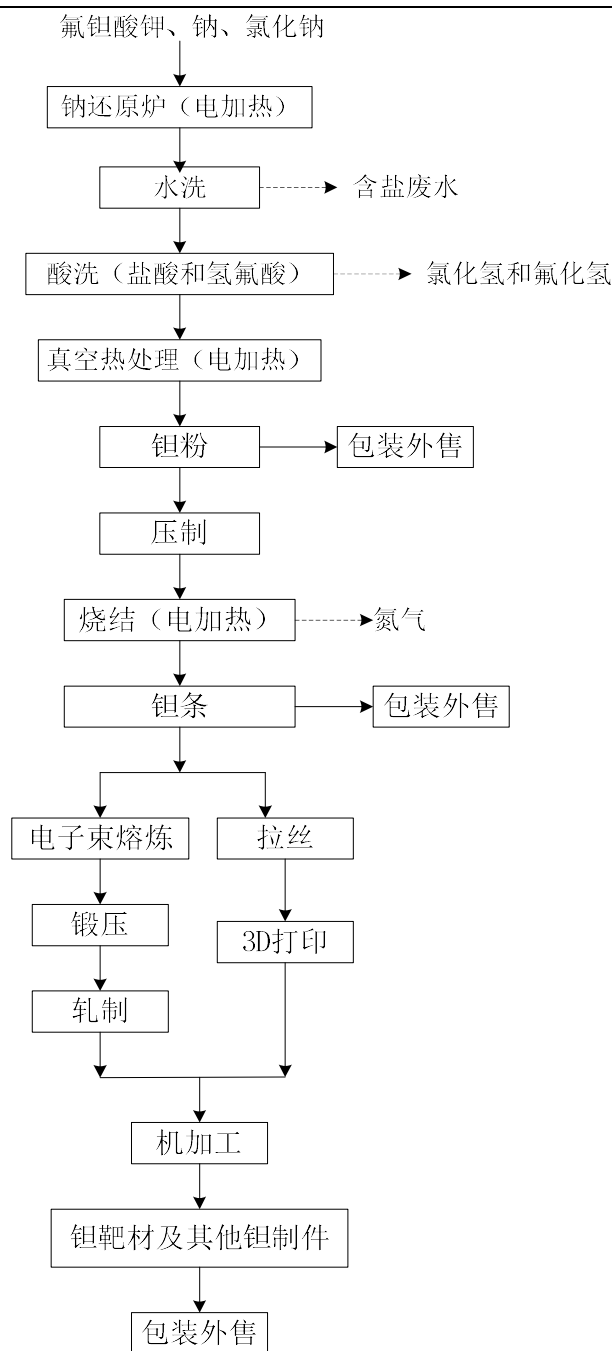 氟钽酸钾、钠、氯化钠
钠还原炉（电加热）
水洗
含盐废水
酸洗（盐酸和氢氟酸）
氯化氢和氟化氢
真空热处理（电加热）
钽粉
包装外售
压制
烧结（电加热）
氮气
钽条
包装外售
电子束熔炼
拉丝
锻压
3D打印
轧制
机加工
钽靶材及其他钽制件
包装外售